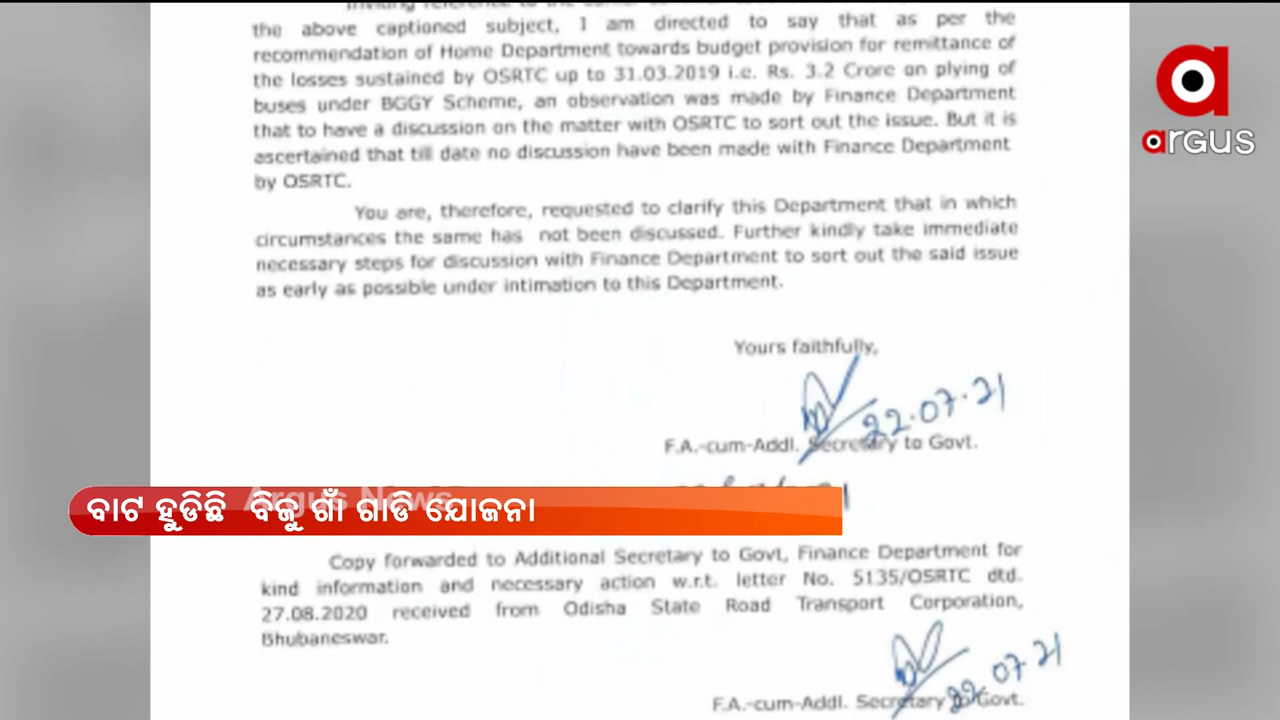 the above captioned subject, I am directed to say that as per the
recommendation of Home Department towards budget provision for remittance of
the losses sustained by OSRTC up to 31.03.2019 i.e. Rs. 3.2 Crore on plying of
buses under BGGY Scheme, an observation was made by Finance Department
that to have a discussion on the matter with OSRTC to sort out the issue. But it is
ascertained that till date no discussion have been made with Finance Department
by OSRTC.
You are, therefore, requested to clarify this Department that in which
circumstances the same has not been discussed. Further kindly take immediate
necessary steps for discussion with Finance Department to sort out the said issue
as early as possible under intimation to this Department.
Yours faithfully,
22.07.21
F.A.-cum-Addl. Secretary to Govt.
Argus News
ବାଟ ହୁଡିଛି ବିଜୁ ଗାଁ ଗାଡି ଯୋଜନା
Copy forwarded to Additional Secretary to Govt, Finance Department for
kind information and necessary action w.r.t. letter No. 5135/OSRTC dtd.
27.08.2020 received from Odisha State Road Transport Corporation,
Bhubaneswar.
22 07 21
F.A.-cum-Addl. Secretary to Govt.
argus